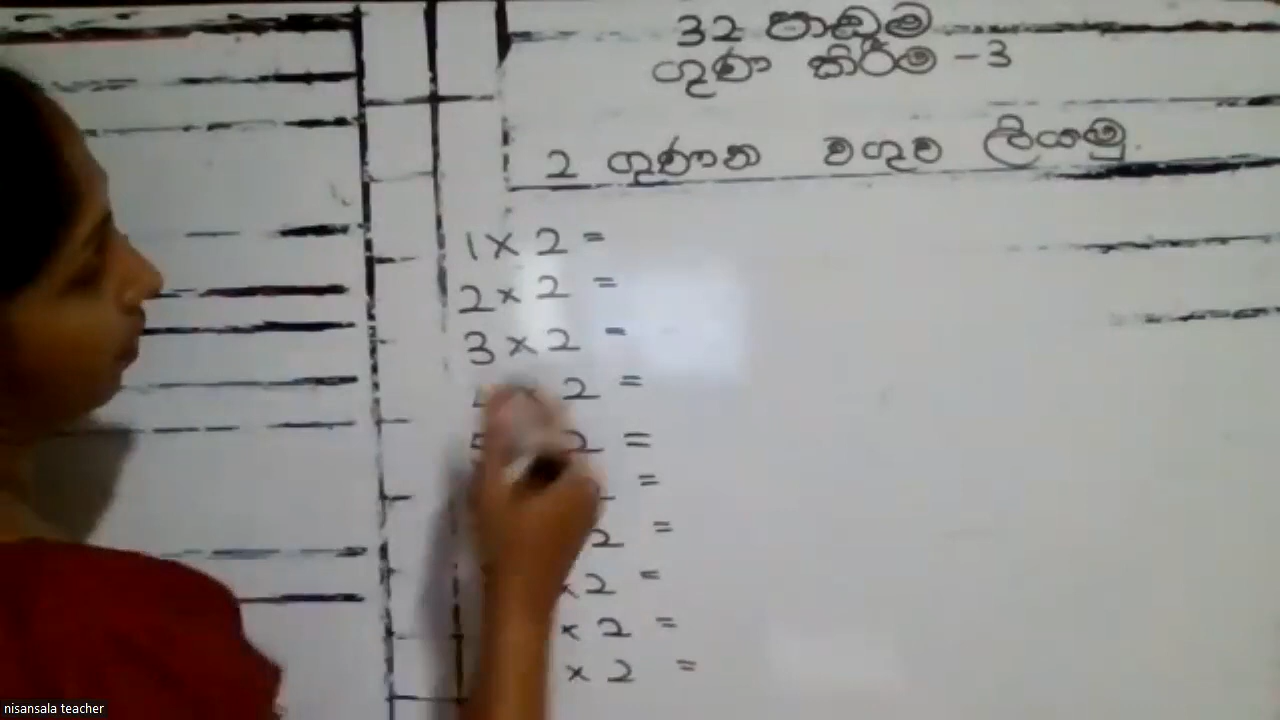 32 පාඩම
ගුණ කිරීම - 3
2 ගුණන වගුව ලියමු.
1 × 2 =
2 × 2 =
3 × 2 =
2 =
2 =
=
2 =
× 2 =
× 2 =
× 2 =
nisansala teacher